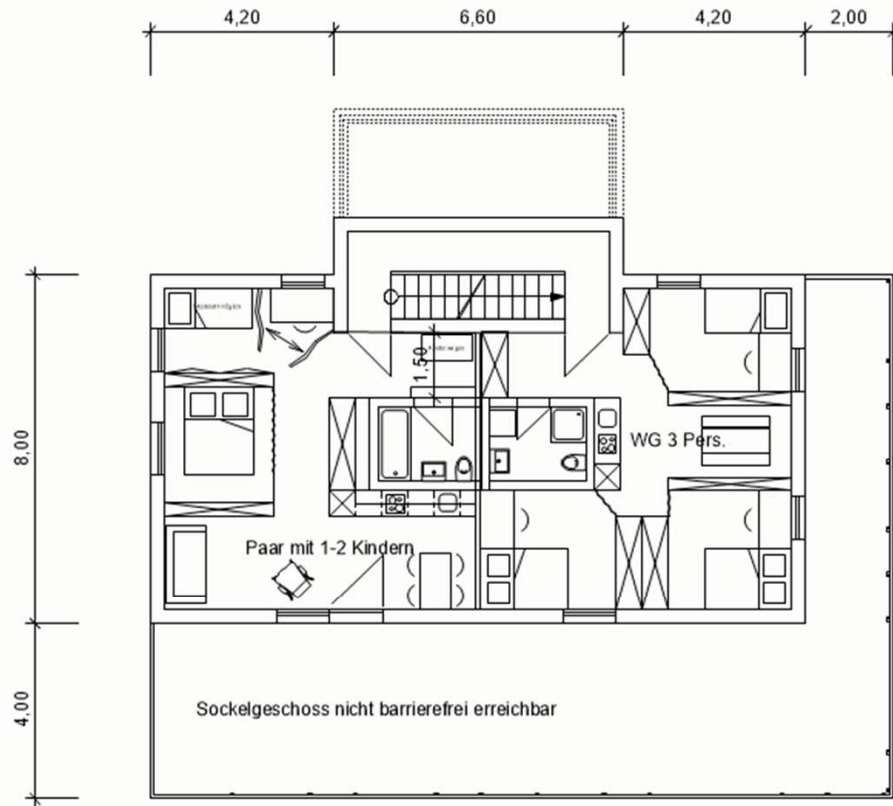 4,20
6,60
4,20
2,00
1,50
8,00
WG 3 Pers.
Paar mit 1-2 Kindern
4,00
Sockelgeschoss nicht barrierefrei erreichbar